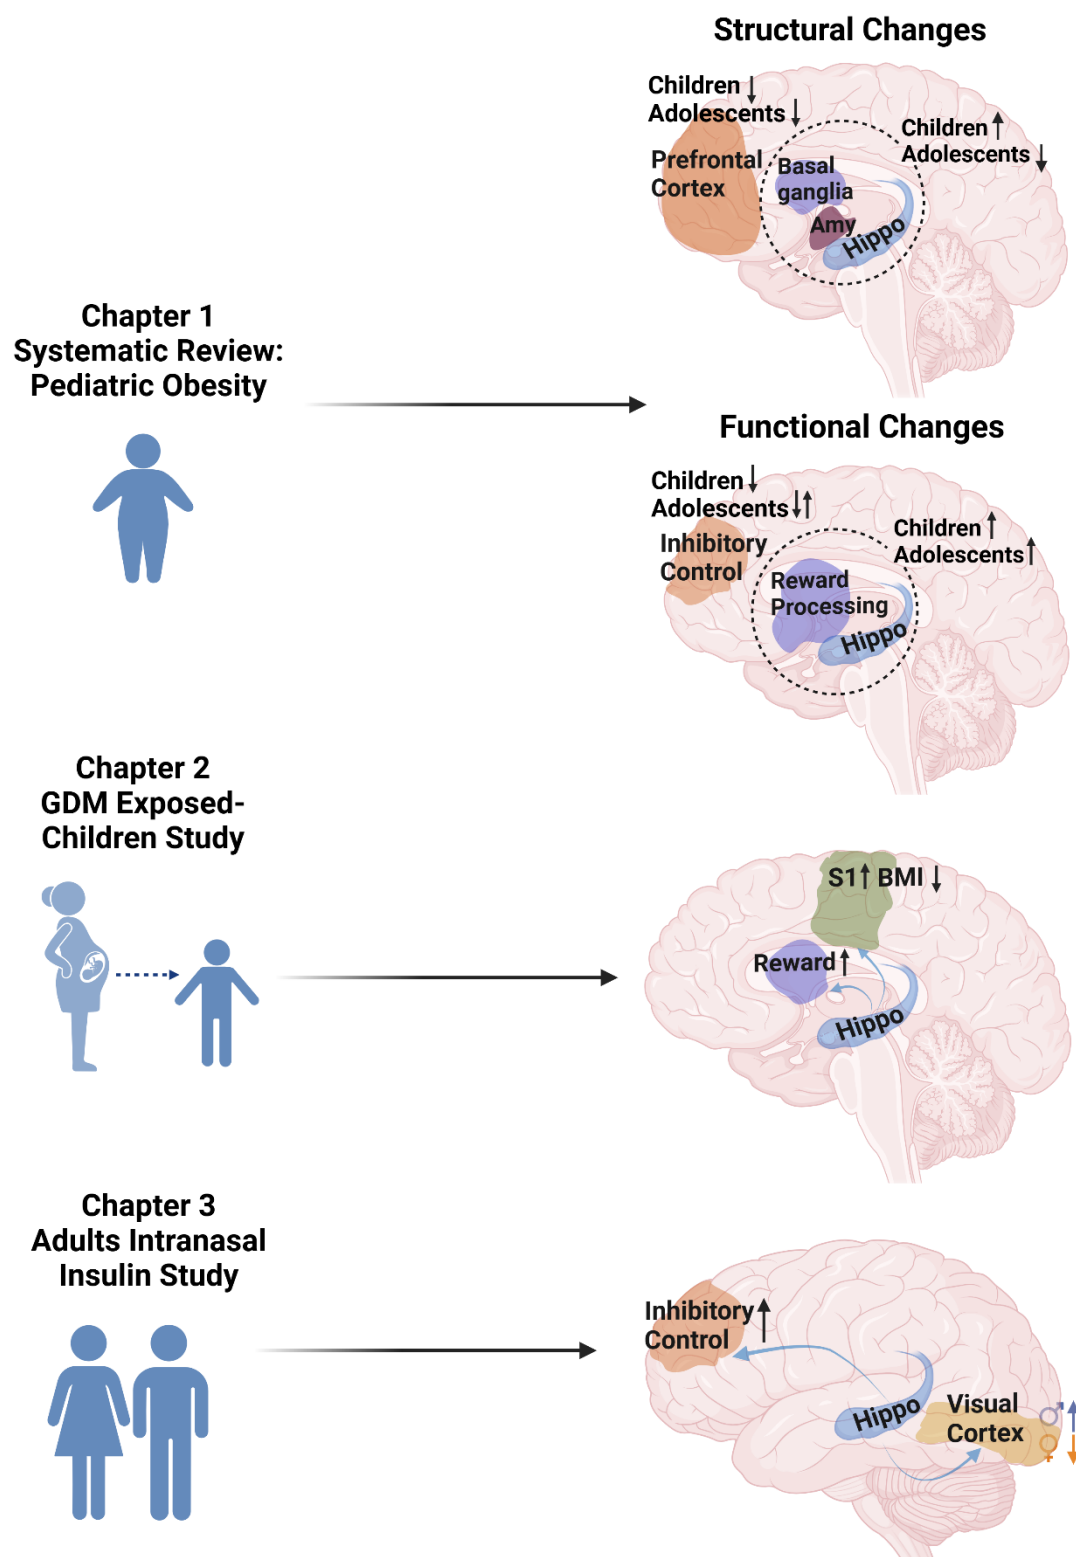 Structural Changes
Children ↓
Adolescents ↓
Children ↑
Adolescents ↓
Prefrontal
Cortex
Basal
ganglia
Amy
Hippo
Chapter 1
Systematic Review:
Pediatric Obesity
Functional Changes
Children ↓
Adolescents ↓↑
Children ↑
Adolescents ↑
Inhibitory
Control
Reward
Processing
Hippo
Chapter 2
GDM Exposed-
Children Study
S1 ↑ BMI ↓
Reward ↑
Hippo
Chapter 3
Adults Intranasal
Insulin Study
Inhibitory ↑
Control
Hippo
Visual
Cortex
♂ ↑
♀ ↓